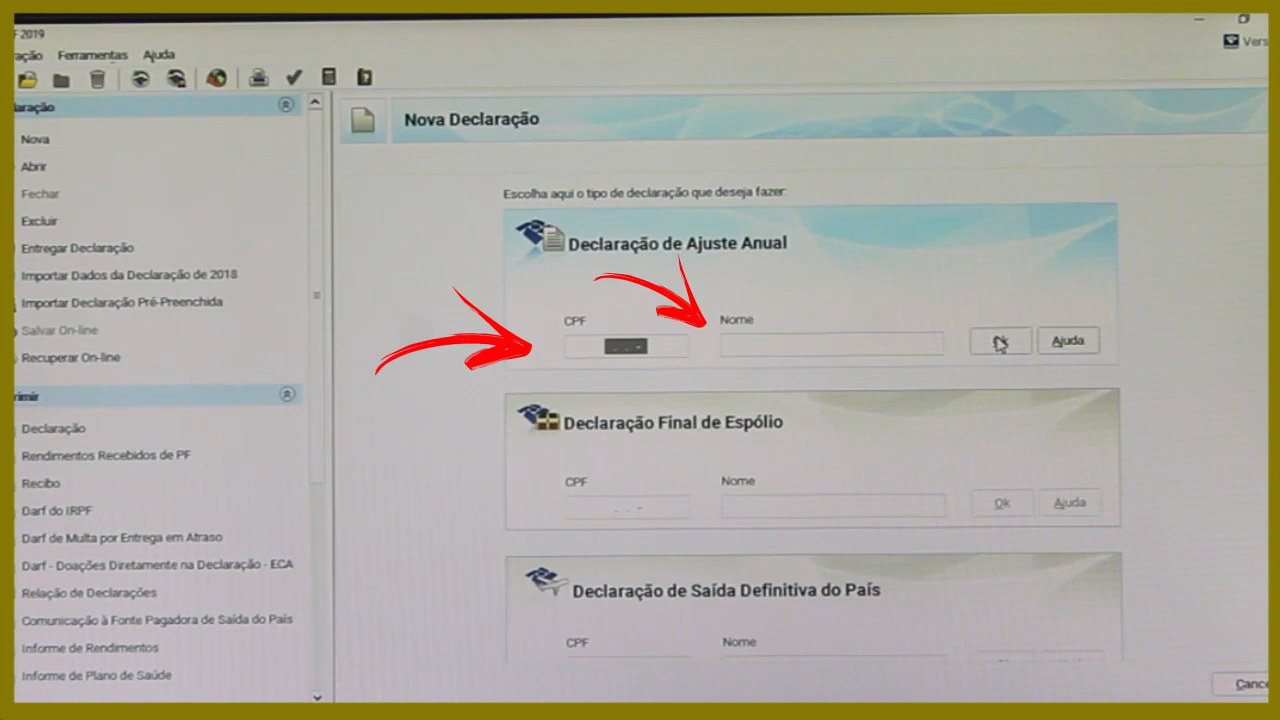 2019
Vers
ação Ferramentas Ajuda
laração
Nova
Abrir
Fechar
Excluir
Entregar Declaração
Importar Dados da Declaração de 2018
Importar Declaração Pré-Preenchida
Salvar On-line
Recuperar On-line
rimir
Declaração
Rendimentos Recebidos de PF
Recibo
Darf do IRPF
Darf de Multa por Entrega em Atraso
Darf - Doações Diretamente na Declaração - ECA
Relação de Declarações
Comunicação à Fonte Pagadora de Saída do País
Informe de Rendimentos
Informe de Plano de Saúde
Nova Declaração
Escolha aqui o tipo de declaração que deseja fazer:
Declaração de Ajuste Anual
CPF Nome
Ok Ajuda
Declaração Final de Espólio
CPF Nome
Ok Ajuda
Declaração de Saída Definitiva do País
CPF Nome
Cance